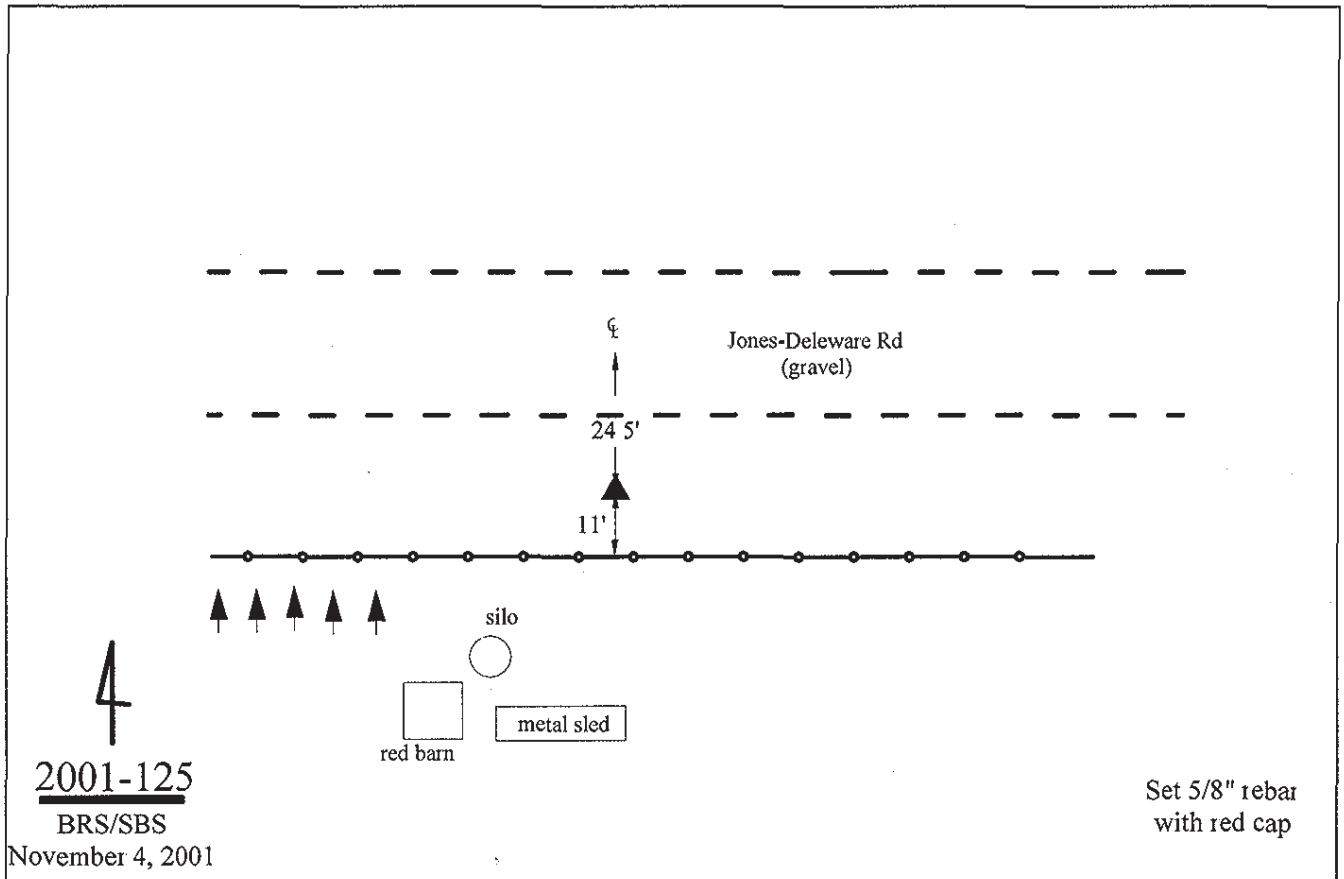 ℄
Jones-Deleware Rd
(gravel)
24 5'
11'
silo
metal sled
red barn
2001-125
BRS/SBS
November 4, 2001
Set 5/8" rebar
with red cap